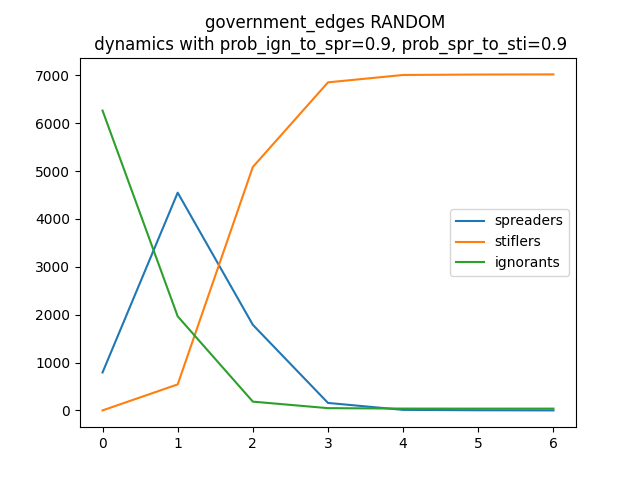 government_edges RANDOM
dynamics with prob_ign_to_spr=0.9, prob_spr_to_sti=0.9
7000
6000
5000
4000
3000
2000
1000
0
spreaders
stiflers
ignorants
0 1 2 3 4 5 6